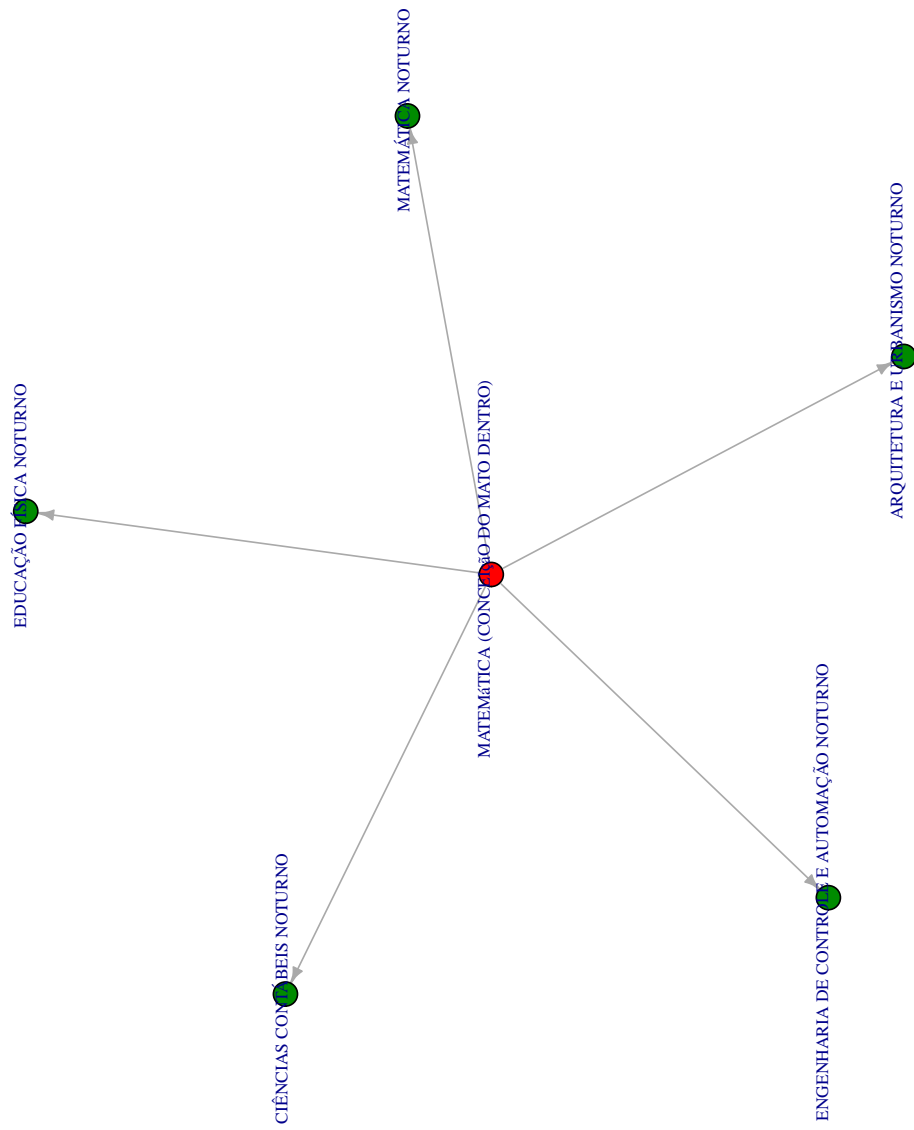 EDUCAÇÃO FÍSICA NOTURNO
CIÊNCIAS CONTÁBEIS NOTURNO
MATEMÁTICA NOTURNO
MATEMáTICA (CONCEIçãO DO MATO DENTRO)
ENGENHARIA DE CONTROLE E AUTOMAÇÃO NOTURNO
ARQUITETURA E URBANISMO NOTURNO